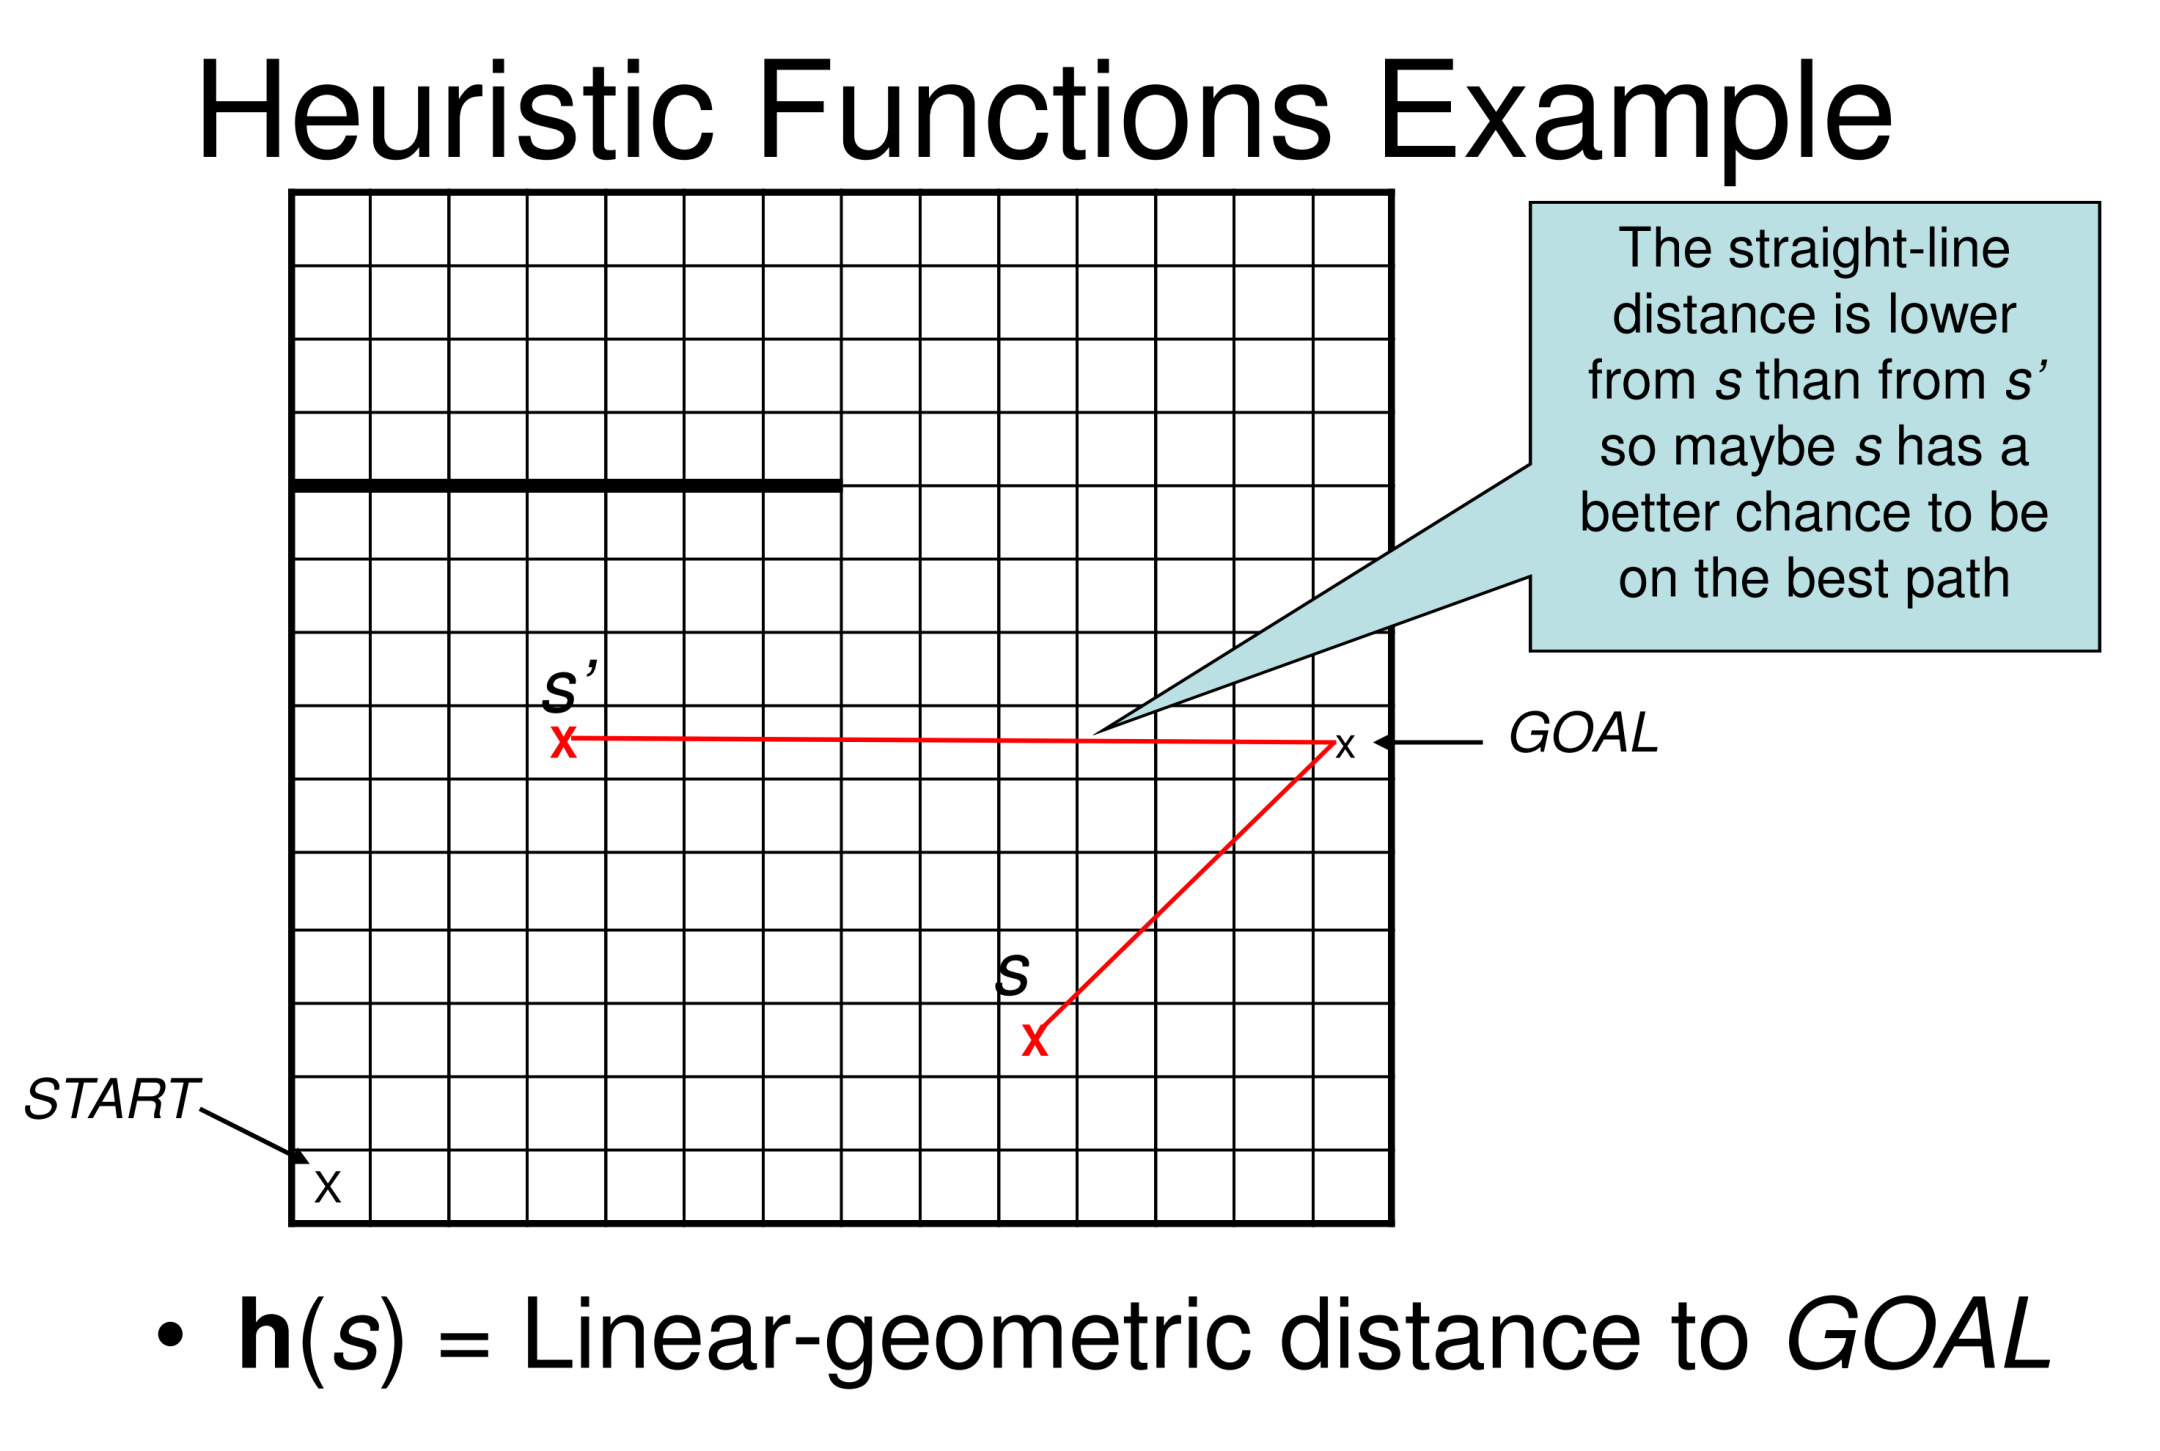 Heuristic Functions Example
The straight-line
distance is lower
from s than from s’
so maybe s has a
better chance to be
on the best path
s’
X
x
GOAL
s
X
START
X
• h(s) = Linear-geometric distance to GOAL